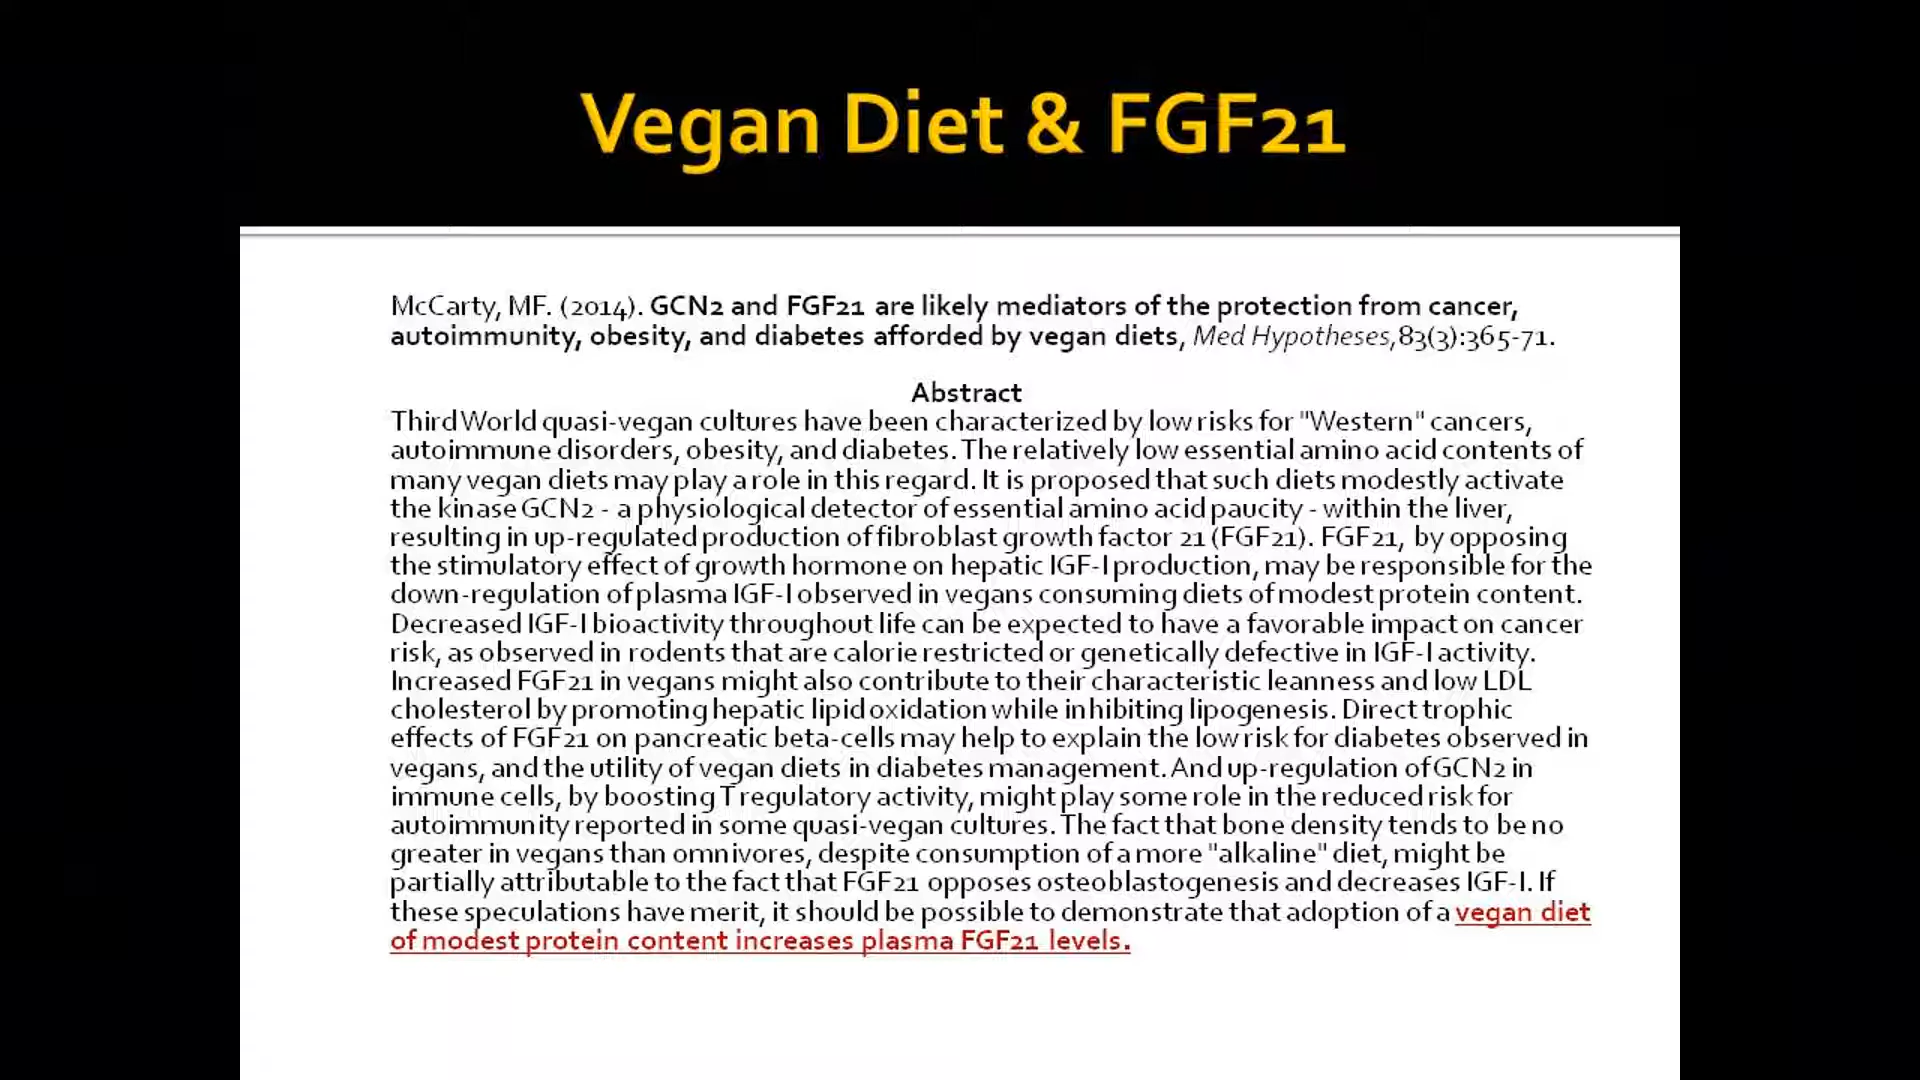 Vegan Diet & FGF21
McCarty, MF. (2014). GCN2 and FGF21 are likely mediators of the protection from cancer,
autoimmunity, obesity, and diabetes afforded by vegan diets, Med Hypotheses,83(3):365-71.
Abstract
Third World quasi-vegan cultures have been characterized by low risks for "Western" cancers,
autoimmune disorders, obesity, and diabetes. The relatively low essential amino acid contents of
many vegan diets may play a role in this regard. It is proposed that such diets modestly activate
the kinase GCN2 - a physiological detector of essential amino acid paucity - within the liver,
resulting in up-regulated production of fibroblast growth factor 21 (FGF21). FGF21, by opposing
the stimulatory effect of growth hormone on hepatic IGF-I production, may be responsible for the
down-regulation of plasma IGF-I observed in vegans consuming diets of modest protein content.
Decreased IGF-I bioactivity throughout life can be expected to have a favorable impact on cancer
risk, as observed in rodents that are calorie restricted or genetically defective in IGF-I activity.
Increased FGF21 in vegans might also contribute to their characteristic leanness and low LDL
cholesterol by promoting hepatic lipid oxidation while inhibiting lipogenesis. Direct trophic
effects of FGF21 on pancreatic beta-cells may help to explain the low risk for diabetes observed in
vegans, and the utility of vegan diets in diabetes management. And up-regulation of GCN2 in
immune cells, by boosting T regulatory activity, might play some role in the reduced risk for
autoimmunity reported in some quasi-vegan cultures. The fact that bone density tends to be no
greater in vegans than omnivores, despite consumption of a more "alkaline" diet, might be
partially attributable to the fact that FGF21 opposes osteoblastogenesis and decreases IGF-I. If
these speculations have merit, it should be possible to demonstrate that adoption of a vegan diet
of modest protein content increases plasma FGF21 levels.